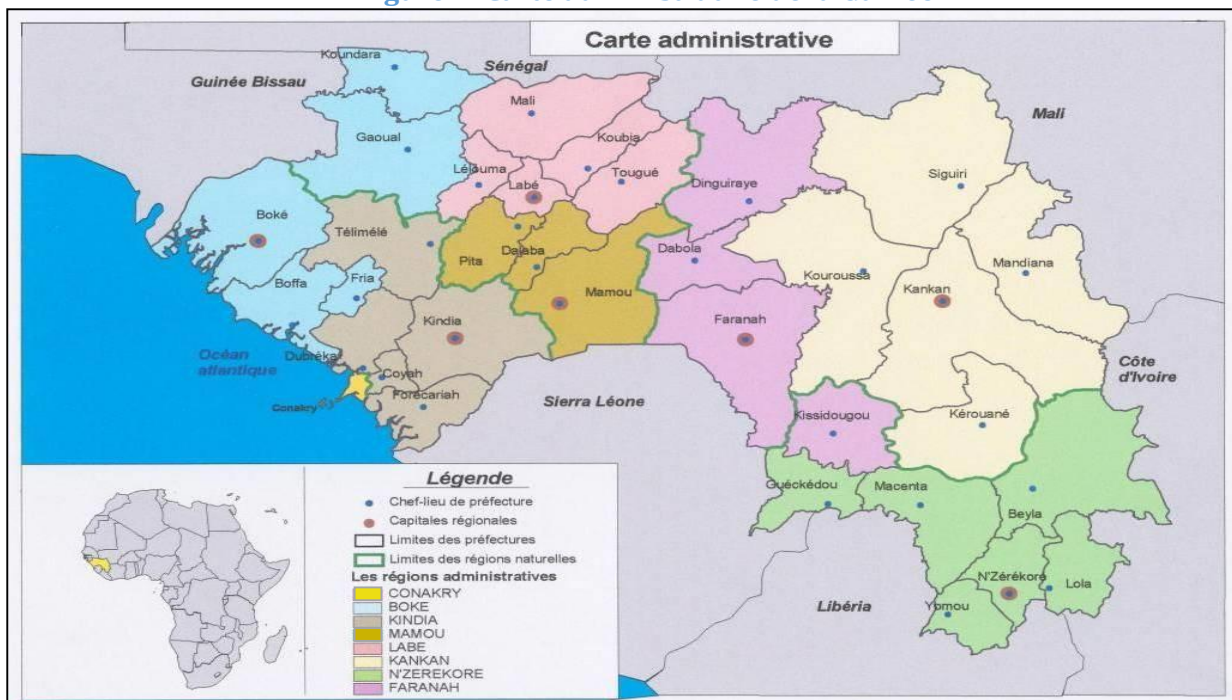 Carte administrative
Koundara
Sénégal
Guinée Bissau
Mali
Mali
Gaoual
Koubia
Lélouma
Labé
Tougué
Dinguiraye
Siguiri
Boké
Télimélé
Pita
Dalaba
Dabola
Kouroussa
Mandiana
Boffa
Fria
Mamou
Kankan
Kindia
Faranah
Océan
atlantique
Dubréka
Coyah
Côte
d'Ivoire
Conakry
Forécariah
Sierra Léone
Kissidougou
Kérouané
Guéckédou
Macenta
Beyla
N'Zérékoré
Lola
Yomou
Libéria
Légende
Chef-lieu de préfecture
Capitales régionales
Limites des préfectures
Limites des régions naturelles
Les régions administratives
CONAKRY
BOKE
KINDIA
MAMOU
LABE
KANKAN
N'ZEREKORE
FARANAH